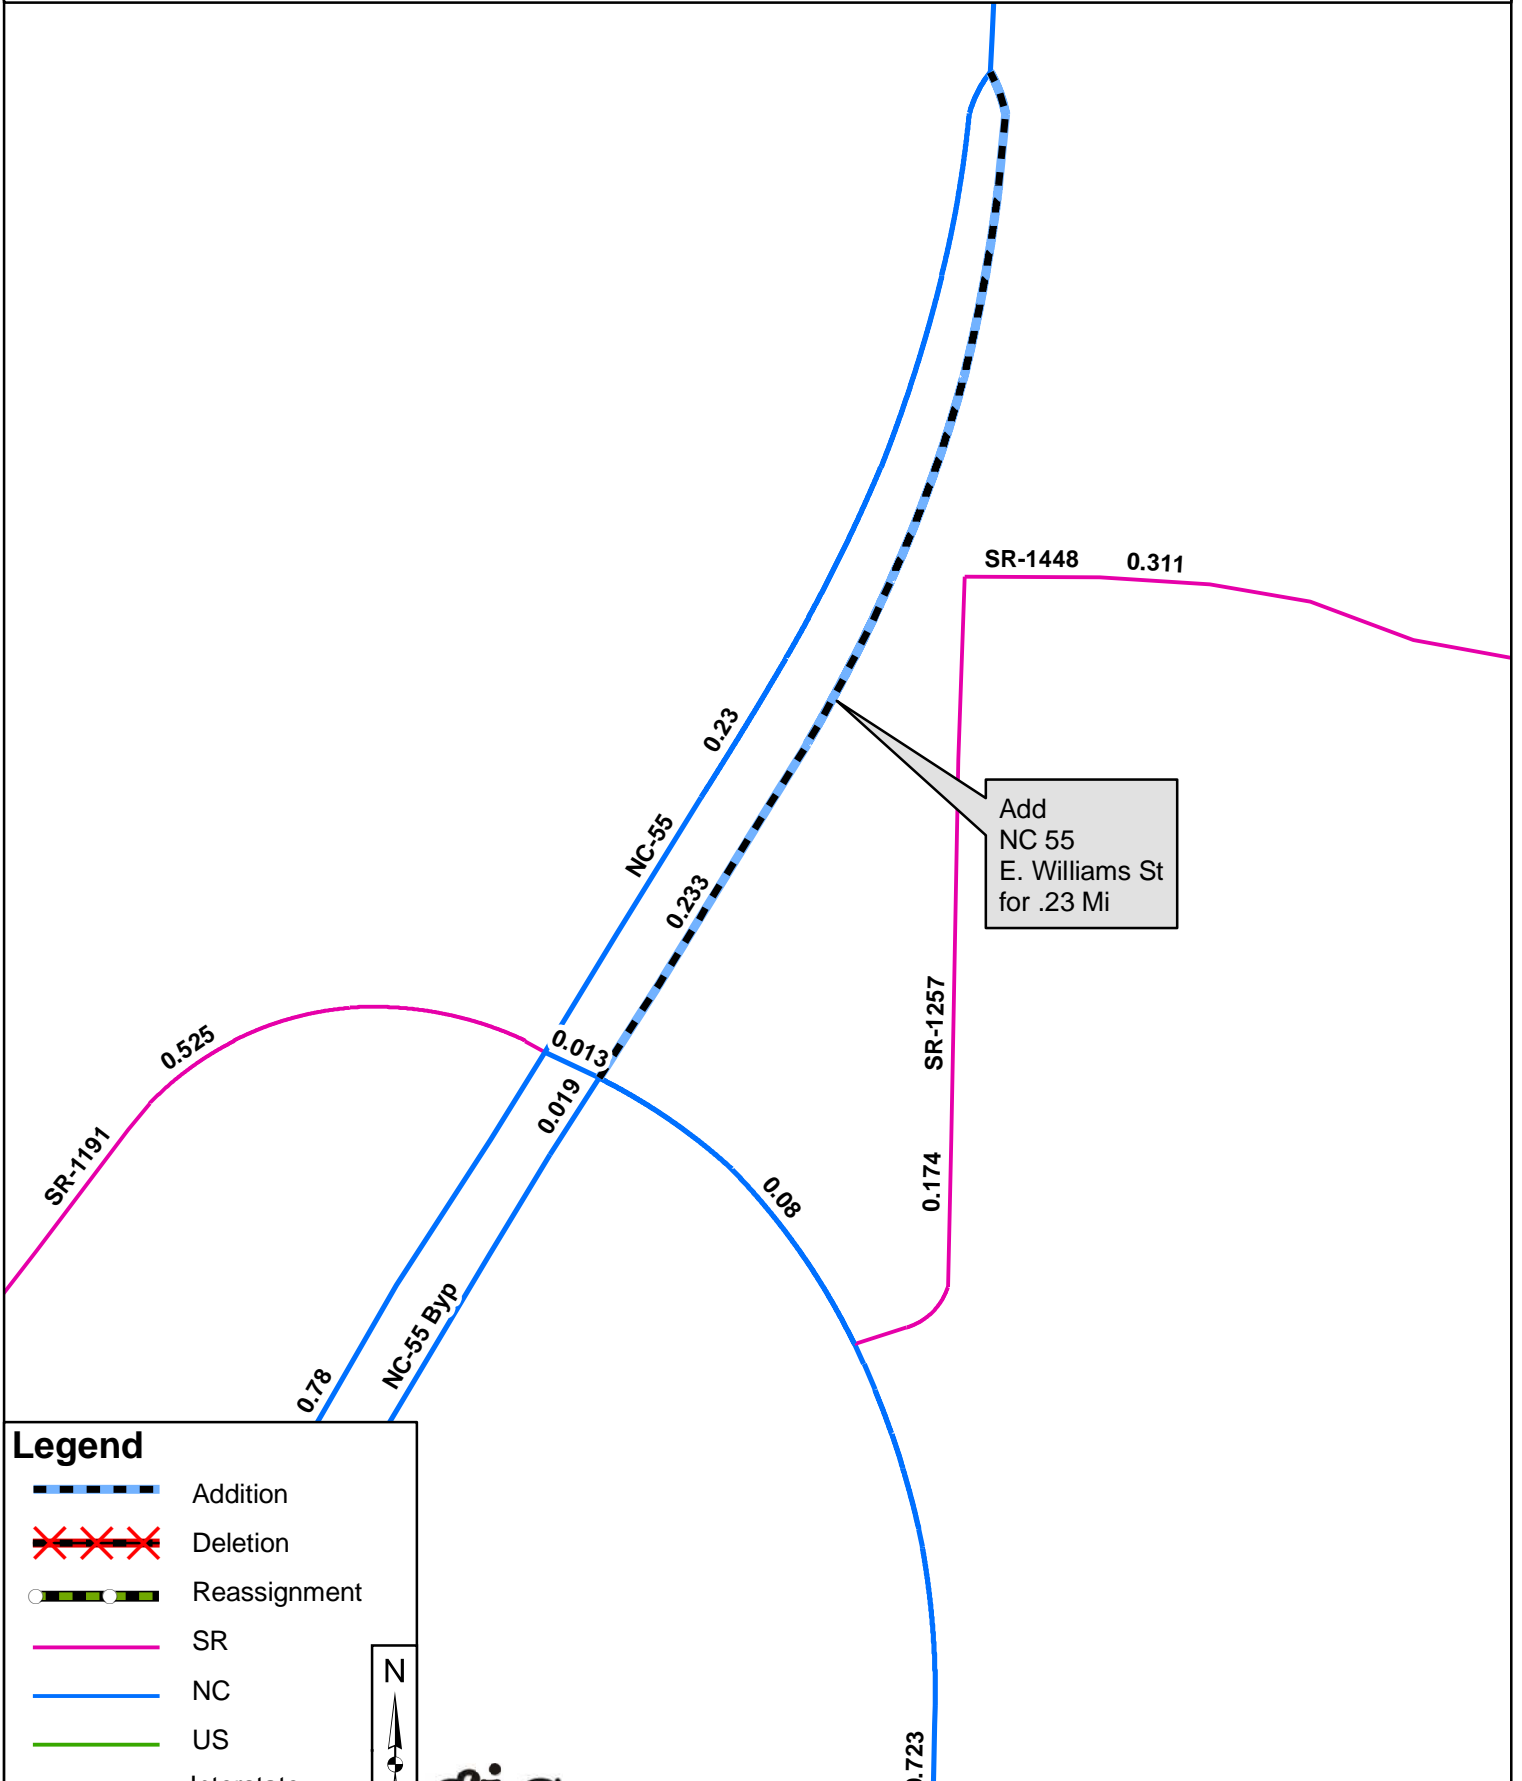 SR-1448
0.311
0.23
NC-55
Add
NC 55
E. Williams St
for .23 Mi
0.233
SR-1257
0.525
0.013
0.019
SR-1191
0.174
0.08
NC-55 Byp
0.78
Legend
Addition
Deletion
Reassignment
SR
N
NC
US
0.723